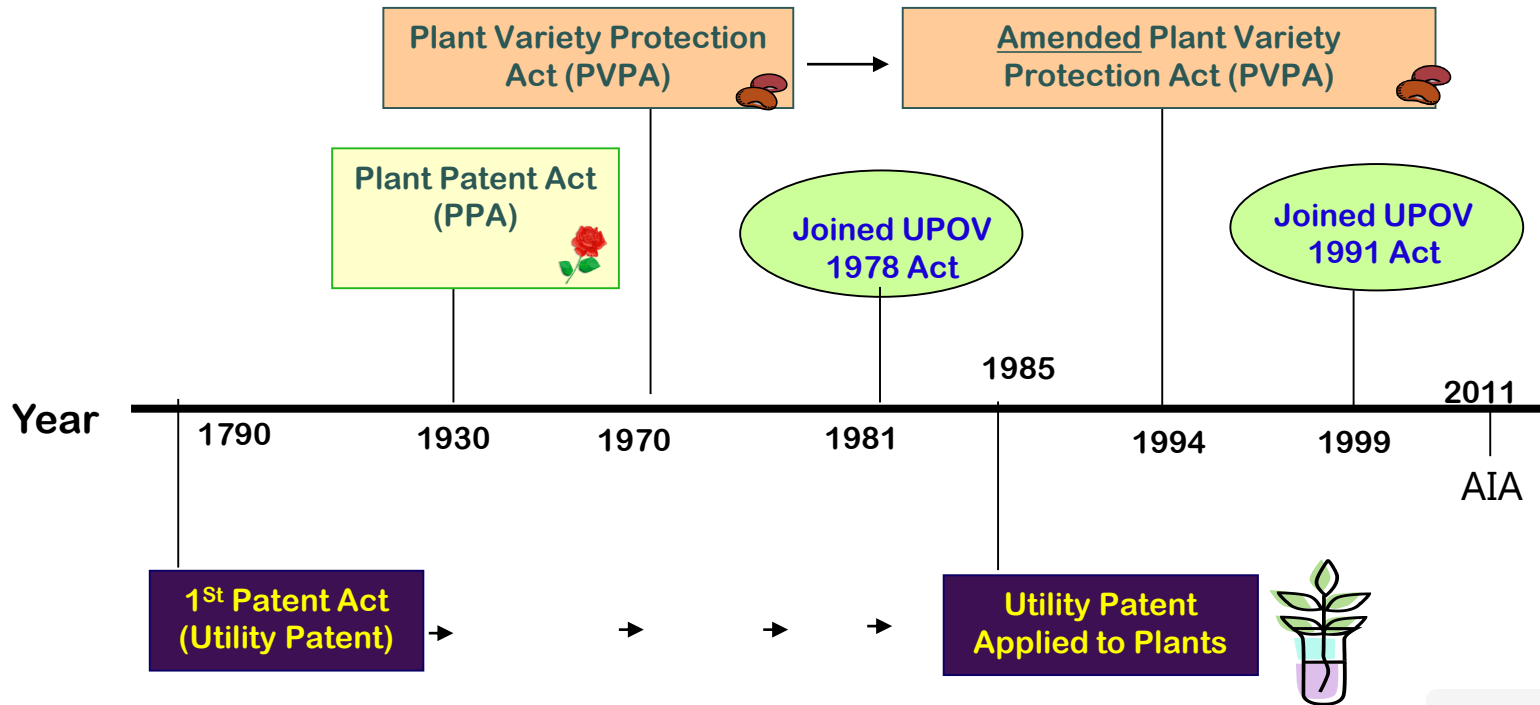 Plant Variety Protection
Act (PVPA)
Amended Plant Variety
Protection Act (PVPA)
Plant Patent Act
(PPA)
Joined UPOV
1978 Act
Joined UPOV
1991 Act
1985
2011
Year
1790
1930
1970
1981
1994
1999
AIA
1St Patent Act
(Utility Patent)
Utility Patent
Applied to Plants